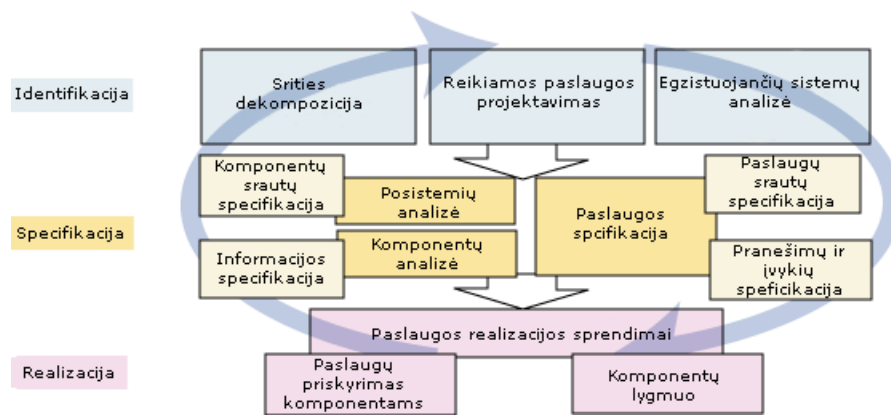 Identifikacija
Srities
dekompozicija
Reikiamos paslaugos
projektavimas
Egzistuojančių sistemų
analizė
Specifikacija
Komponentų
srautų
specifikacija
Posistemių
analizė
Paslaugos
spcifikacija
Paslaugų
srautų
specifikacija
Informacijos
specifikacija
Komponentų
analizė
Pranešimų ir
įvykių
speficikacija
Realizacija
Paslaugos realizacijos sprendimai
Paslaugų
priskyrimas
komponentams
Komponentų
lygmuo